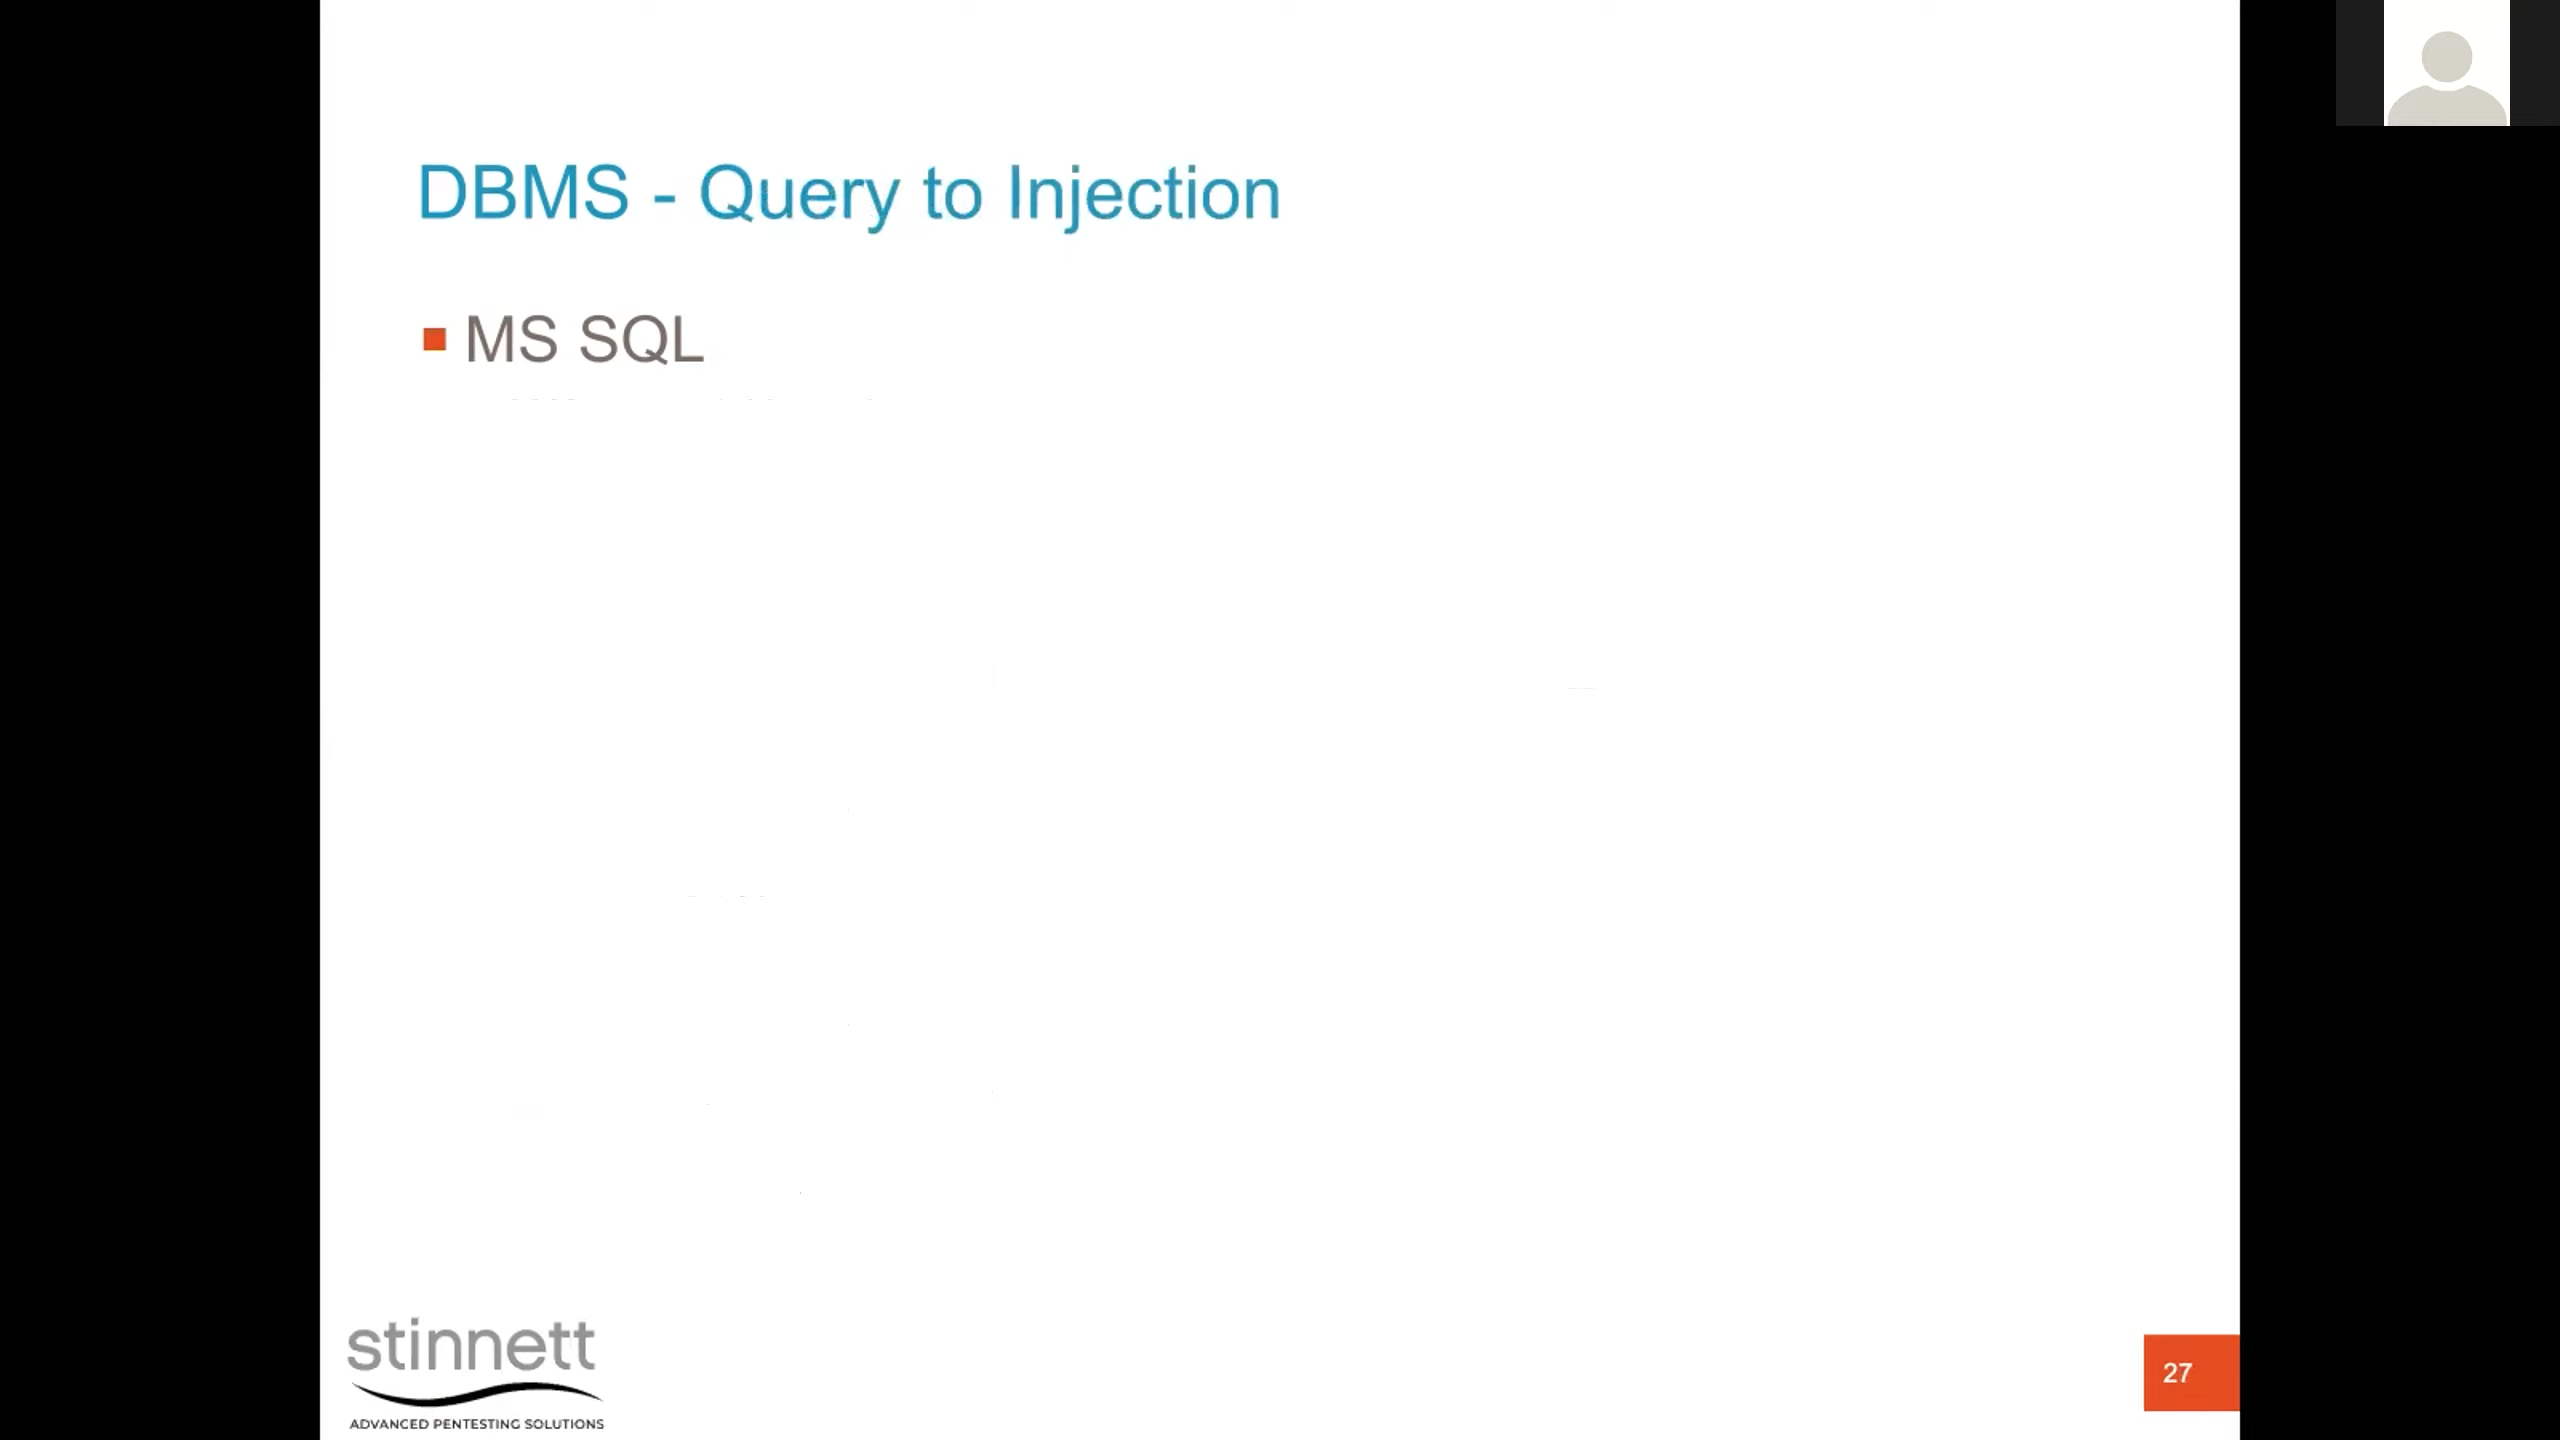 DBMS - Query to Injection
MS SQL
stinnett
ADVANCED PENTESTING SOLUTIONS
27